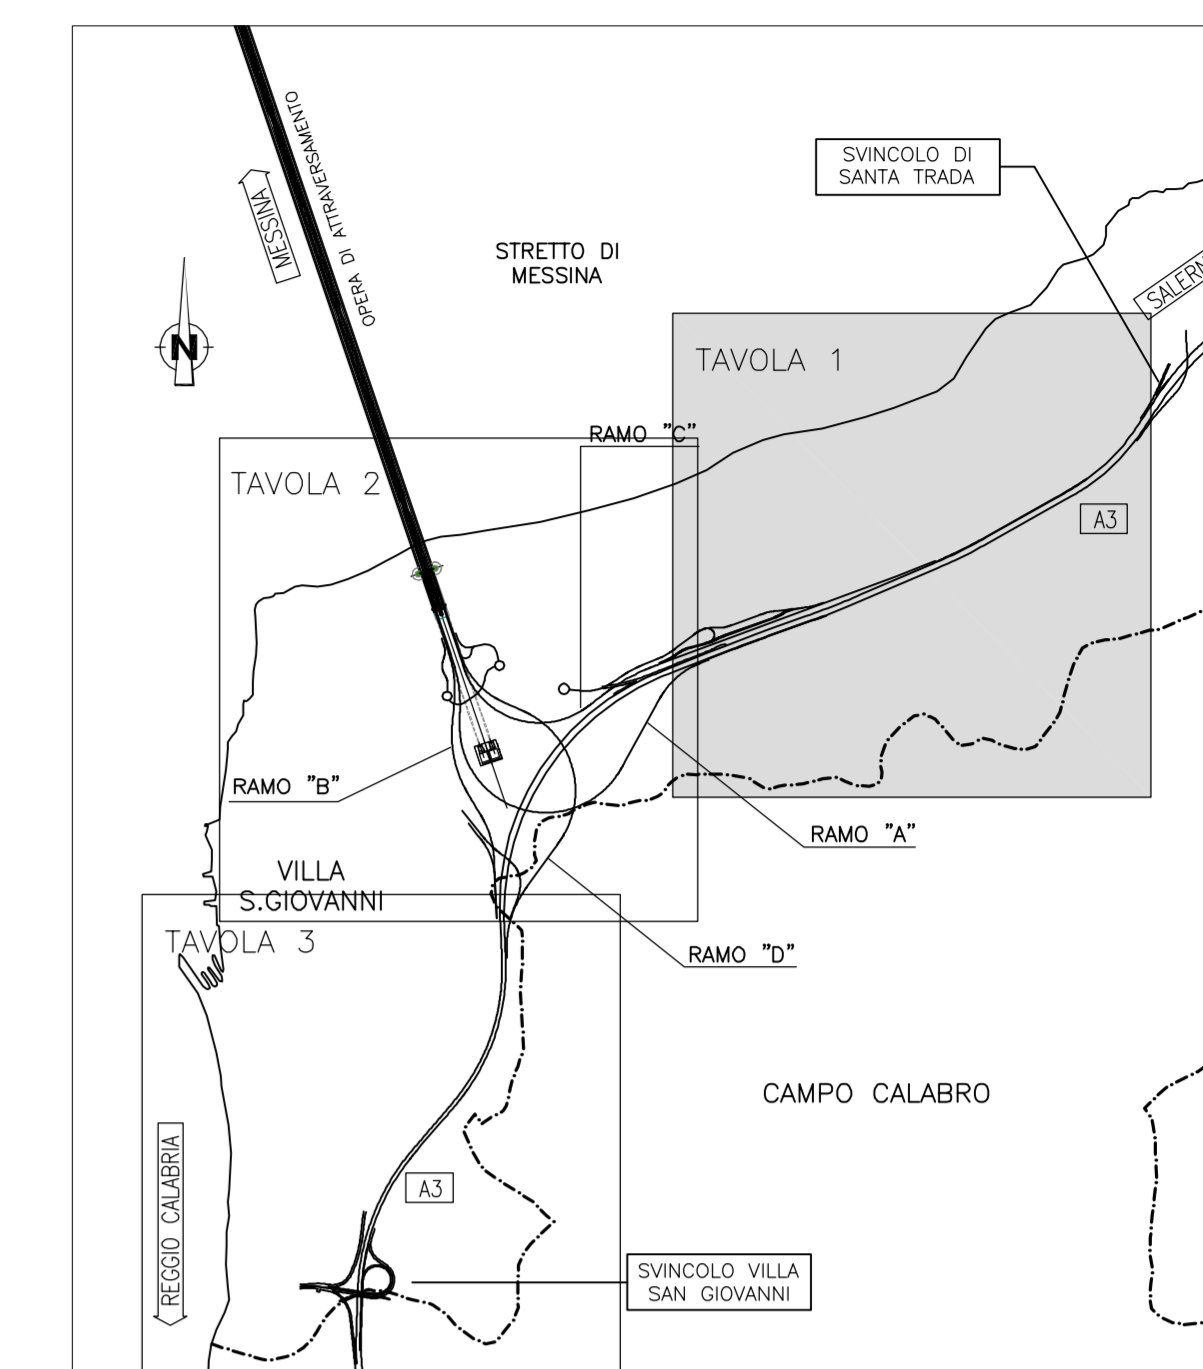 OPERA DI ATTRAVERSAMENTO
MESSINA
SVINCOLO DI
SANTA TRADA
STRETTO DI
MESSINA
N
TAVOLA 1
RAMO "C"
TAVOLA 2
A3
RAMO "B"
RAMO "A"
VILLA
S.GIOVANNI
TAVOLA 3
RAMO "D"
CAMPO CALABRO
REGGIO CALABRIA
A3
SVINCOLO VILLA
SAN GIOVANNI